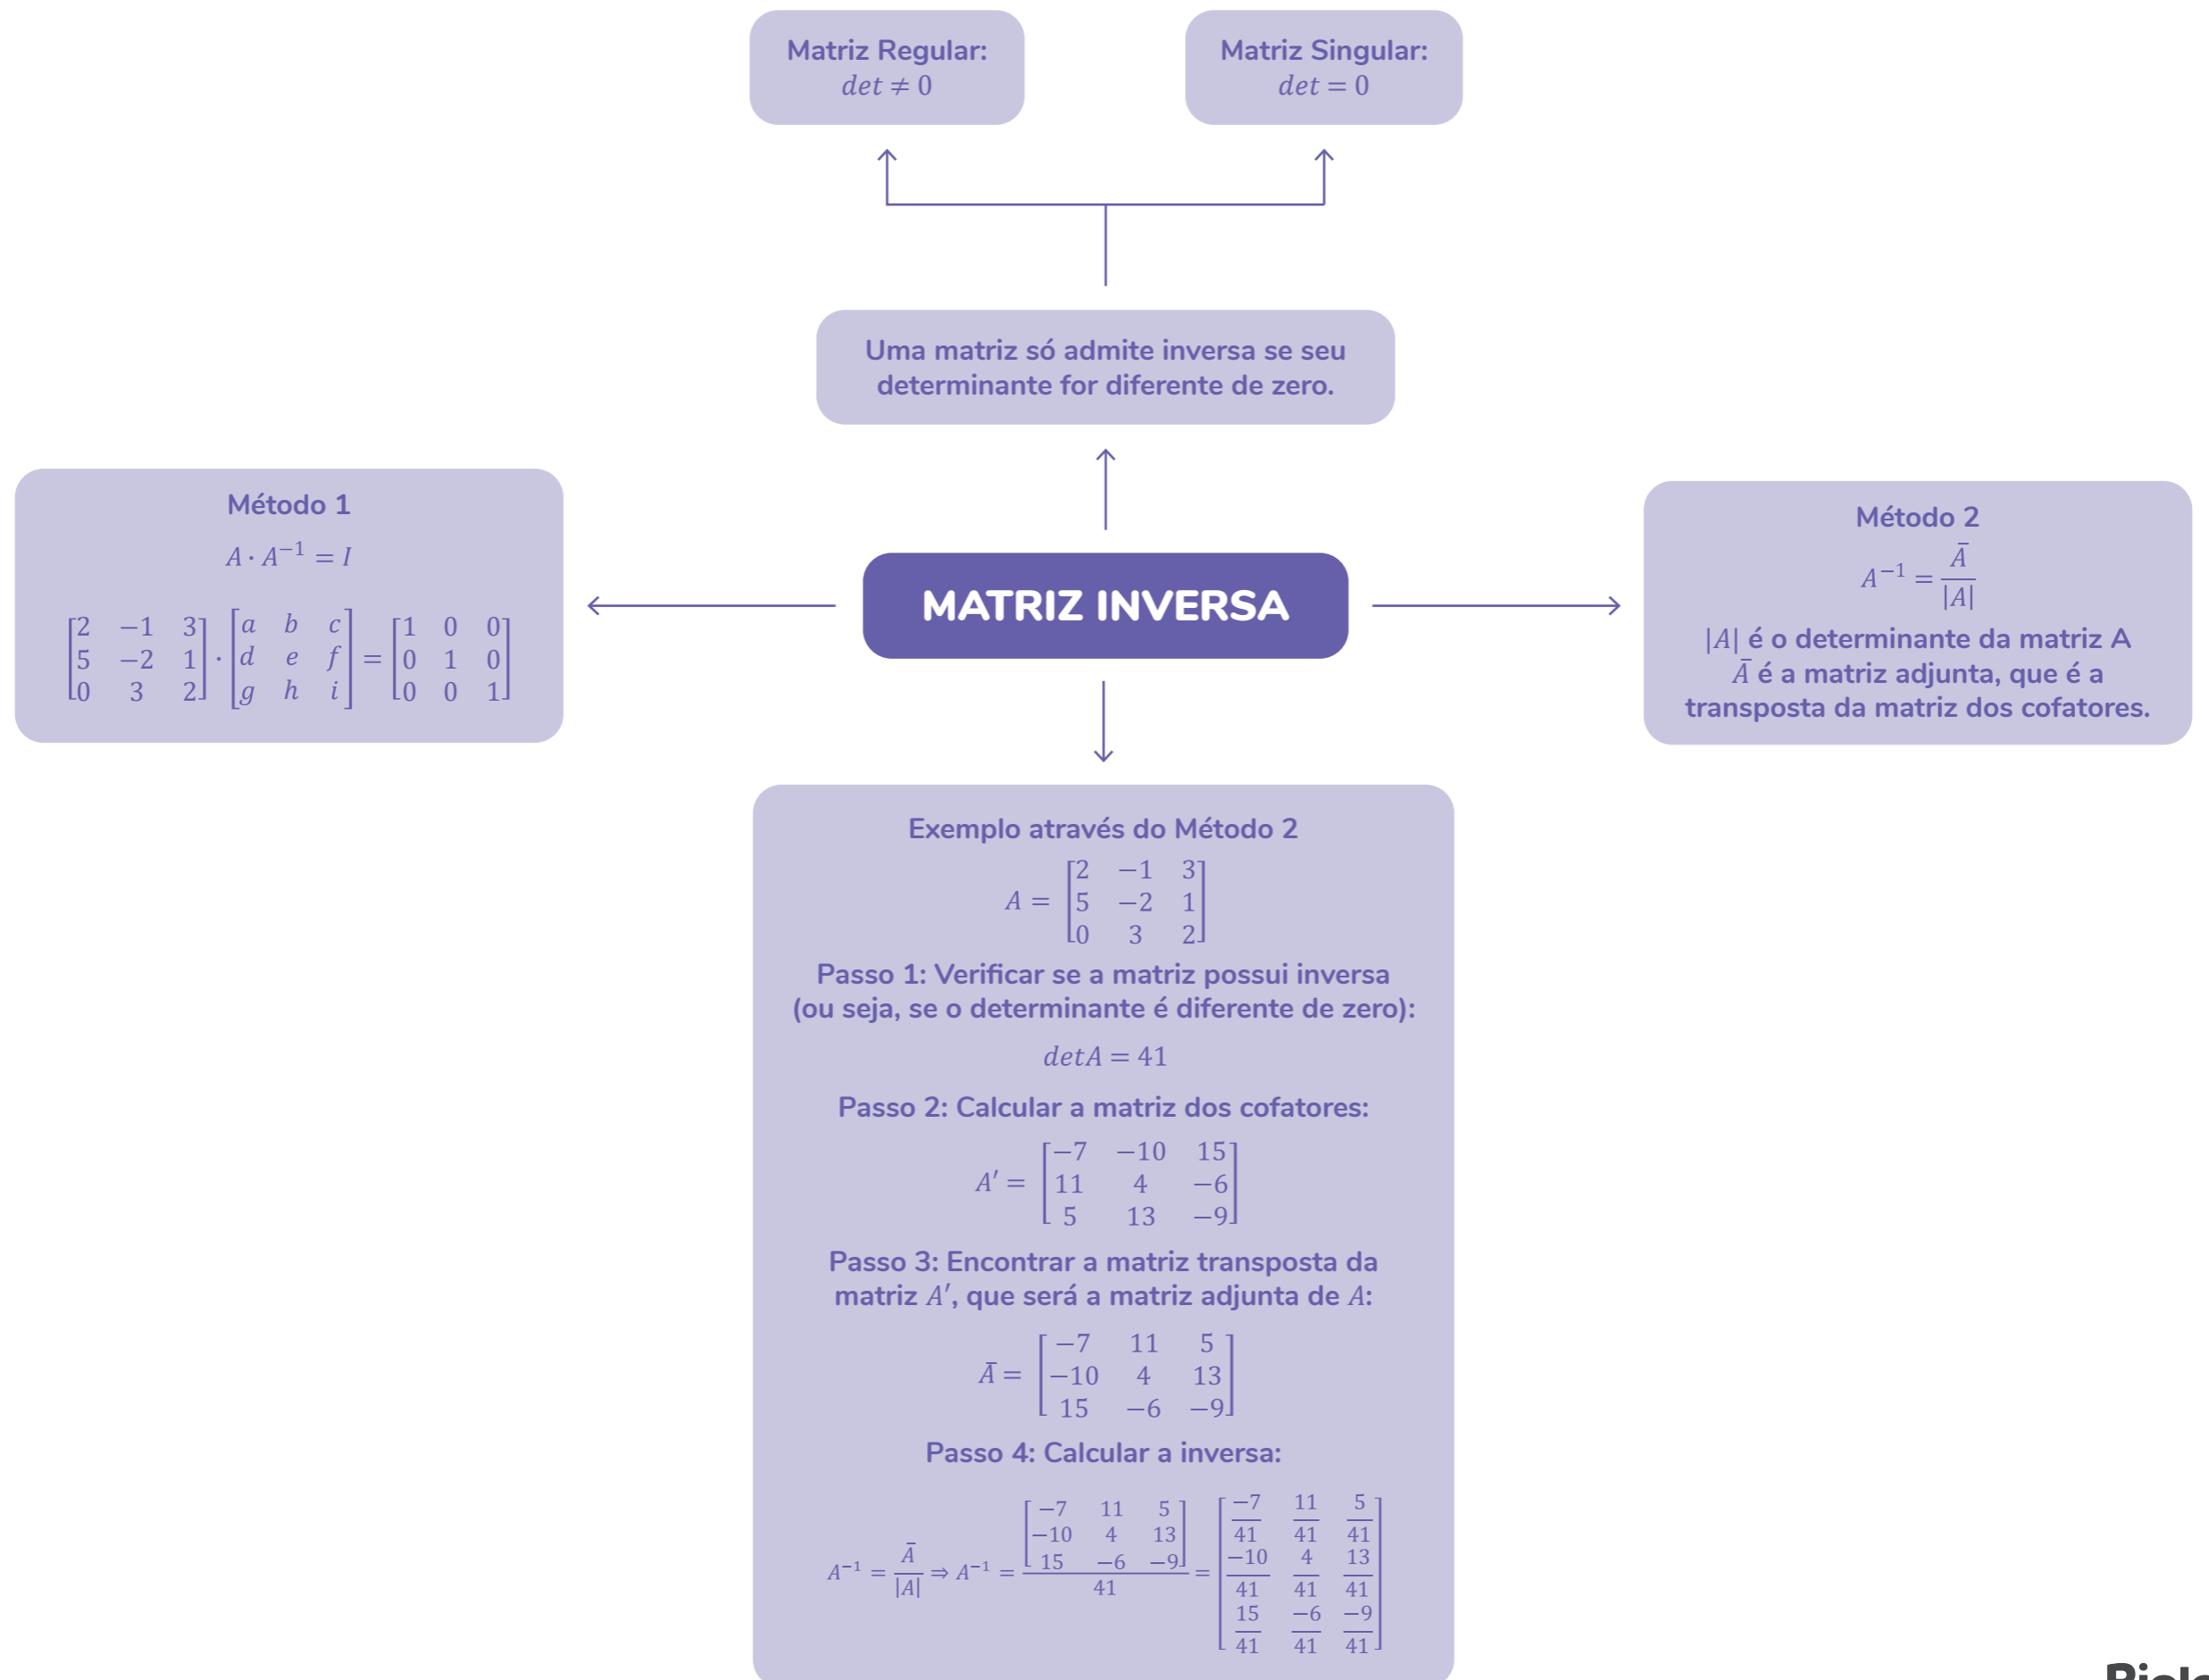 Matriz Regular:
det ≠ 0
Matriz Singular:
det = 0
Uma matriz só admite inversa se seu
determinante for diferente de zero.
Método 1
A · A⁻¹ = I
[2 −1 3] [a b c] [1 0 0]
[5 −2 1] · [d e f] = [0 1 0]
[0 3 2] [g h i] [0 0 1]
MATRIZ INVERSA
Método 2
A⁻¹ = Ā/|A|
|A| é o determinante da matriz A
Ā é a matriz adjunta, que é a
transposta da matriz dos cofatores.
Exemplo através do Método 2
[2 −1 3]
A = [5 −2 1]
[0 3 2]
Passo 1: Verificar se a matriz possui inversa
(ou seja, se o determinante é diferente de zero):
detA = 41
Passo 2: Calcular a matriz dos cofatores:
[−7 −10 15]
A′ = [11 4 −6]
[5 13 −9]
Passo 3: Encontrar a matriz transposta da
matriz A′, que será a matriz adjunta de A:
[−7 11 5]
Ā = [−10 4 13]
[15 −6 −9]
Passo 4: Calcular a inversa:
A⁻¹ = Ā/|A| ⇒ A⁻¹ = [−7 11 5; −10 4 13; 15 −6 −9]/41 = [−7/41 11/41 5/41; −10/41 4/41 13/41; 15/41 −6/41 −9/41]